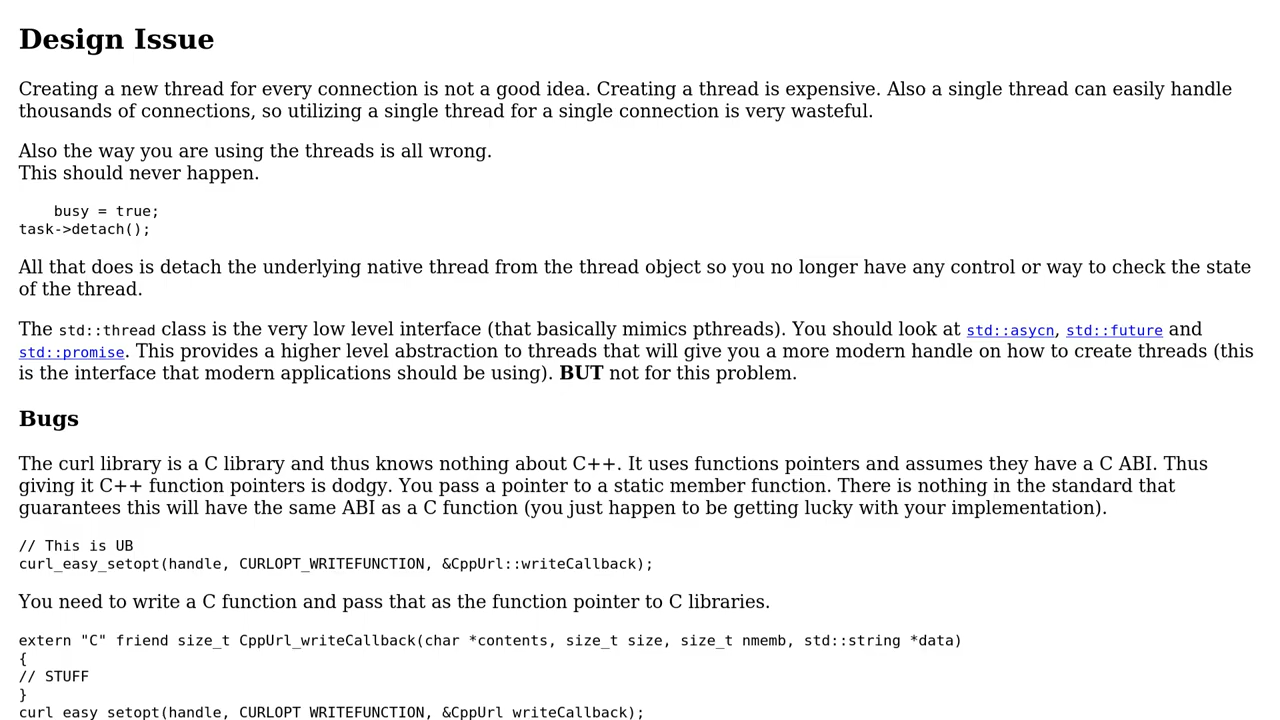 Design Issue
Creating a new thread for every connection is not a good idea. Creating a thread is expensive. Also a single thread can easily handle
thousands of connections, so utilizing a single thread for a single connection is very wasteful.
Also the way you are using the threads is all wrong.
This should never happen.
    busy = true;
task->detach();
All that does is detach the underlying native thread from the thread object so you no longer have any control or way to check the state
of the thread.
The std::thread class is the very low level interface (that basically mimics pthreads). You should look at std::asycn, std::future and
std::promise. This provides a higher level abstraction to threads that will give you a more modern handle on how to create threads (this
is the interface that modern applications should be using). BUT not for this problem.
Bugs
The curl library is a C library and thus knows nothing about C++. It uses functions pointers and assumes they have a C ABI. Thus
giving it C++ function pointers is dodgy. You pass a pointer to a static member function. There is nothing in the standard that
guarantees this will have the same ABI as a C function (you just happen to be getting lucky with your implementation).
// This is UB
curl_easy_setopt(handle, CURLOPT_WRITEFUNCTION, &CppUrl::writeCallback);
You need to write a C function and pass that as the function pointer to C libraries.
extern "C" friend size_t CppUrl_writeCallback(char *contents, size_t size, size_t nmemb, std::string *data)
{
// STUFF
}
curl_easy_setopt(handle, CURLOPT_WRITEFUNCTION, &CppUrl_writeCallback);